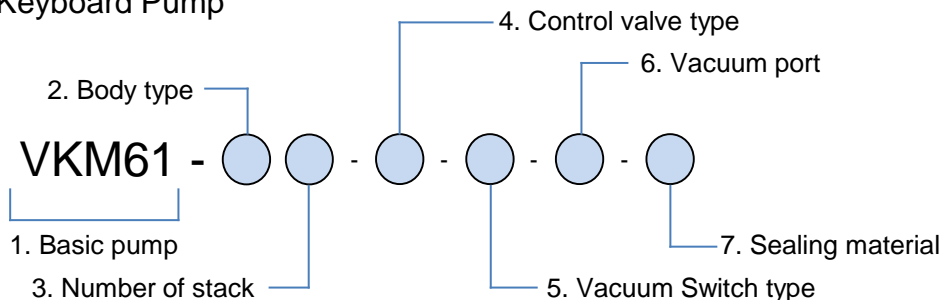 Keyboard Pump
4. Control valve type
6. Vacuum port
2. Body type
VKM61 - - - - -
1. Basic pump
7. Sealing material
3. Number of stack
5. Vacuum Switch type